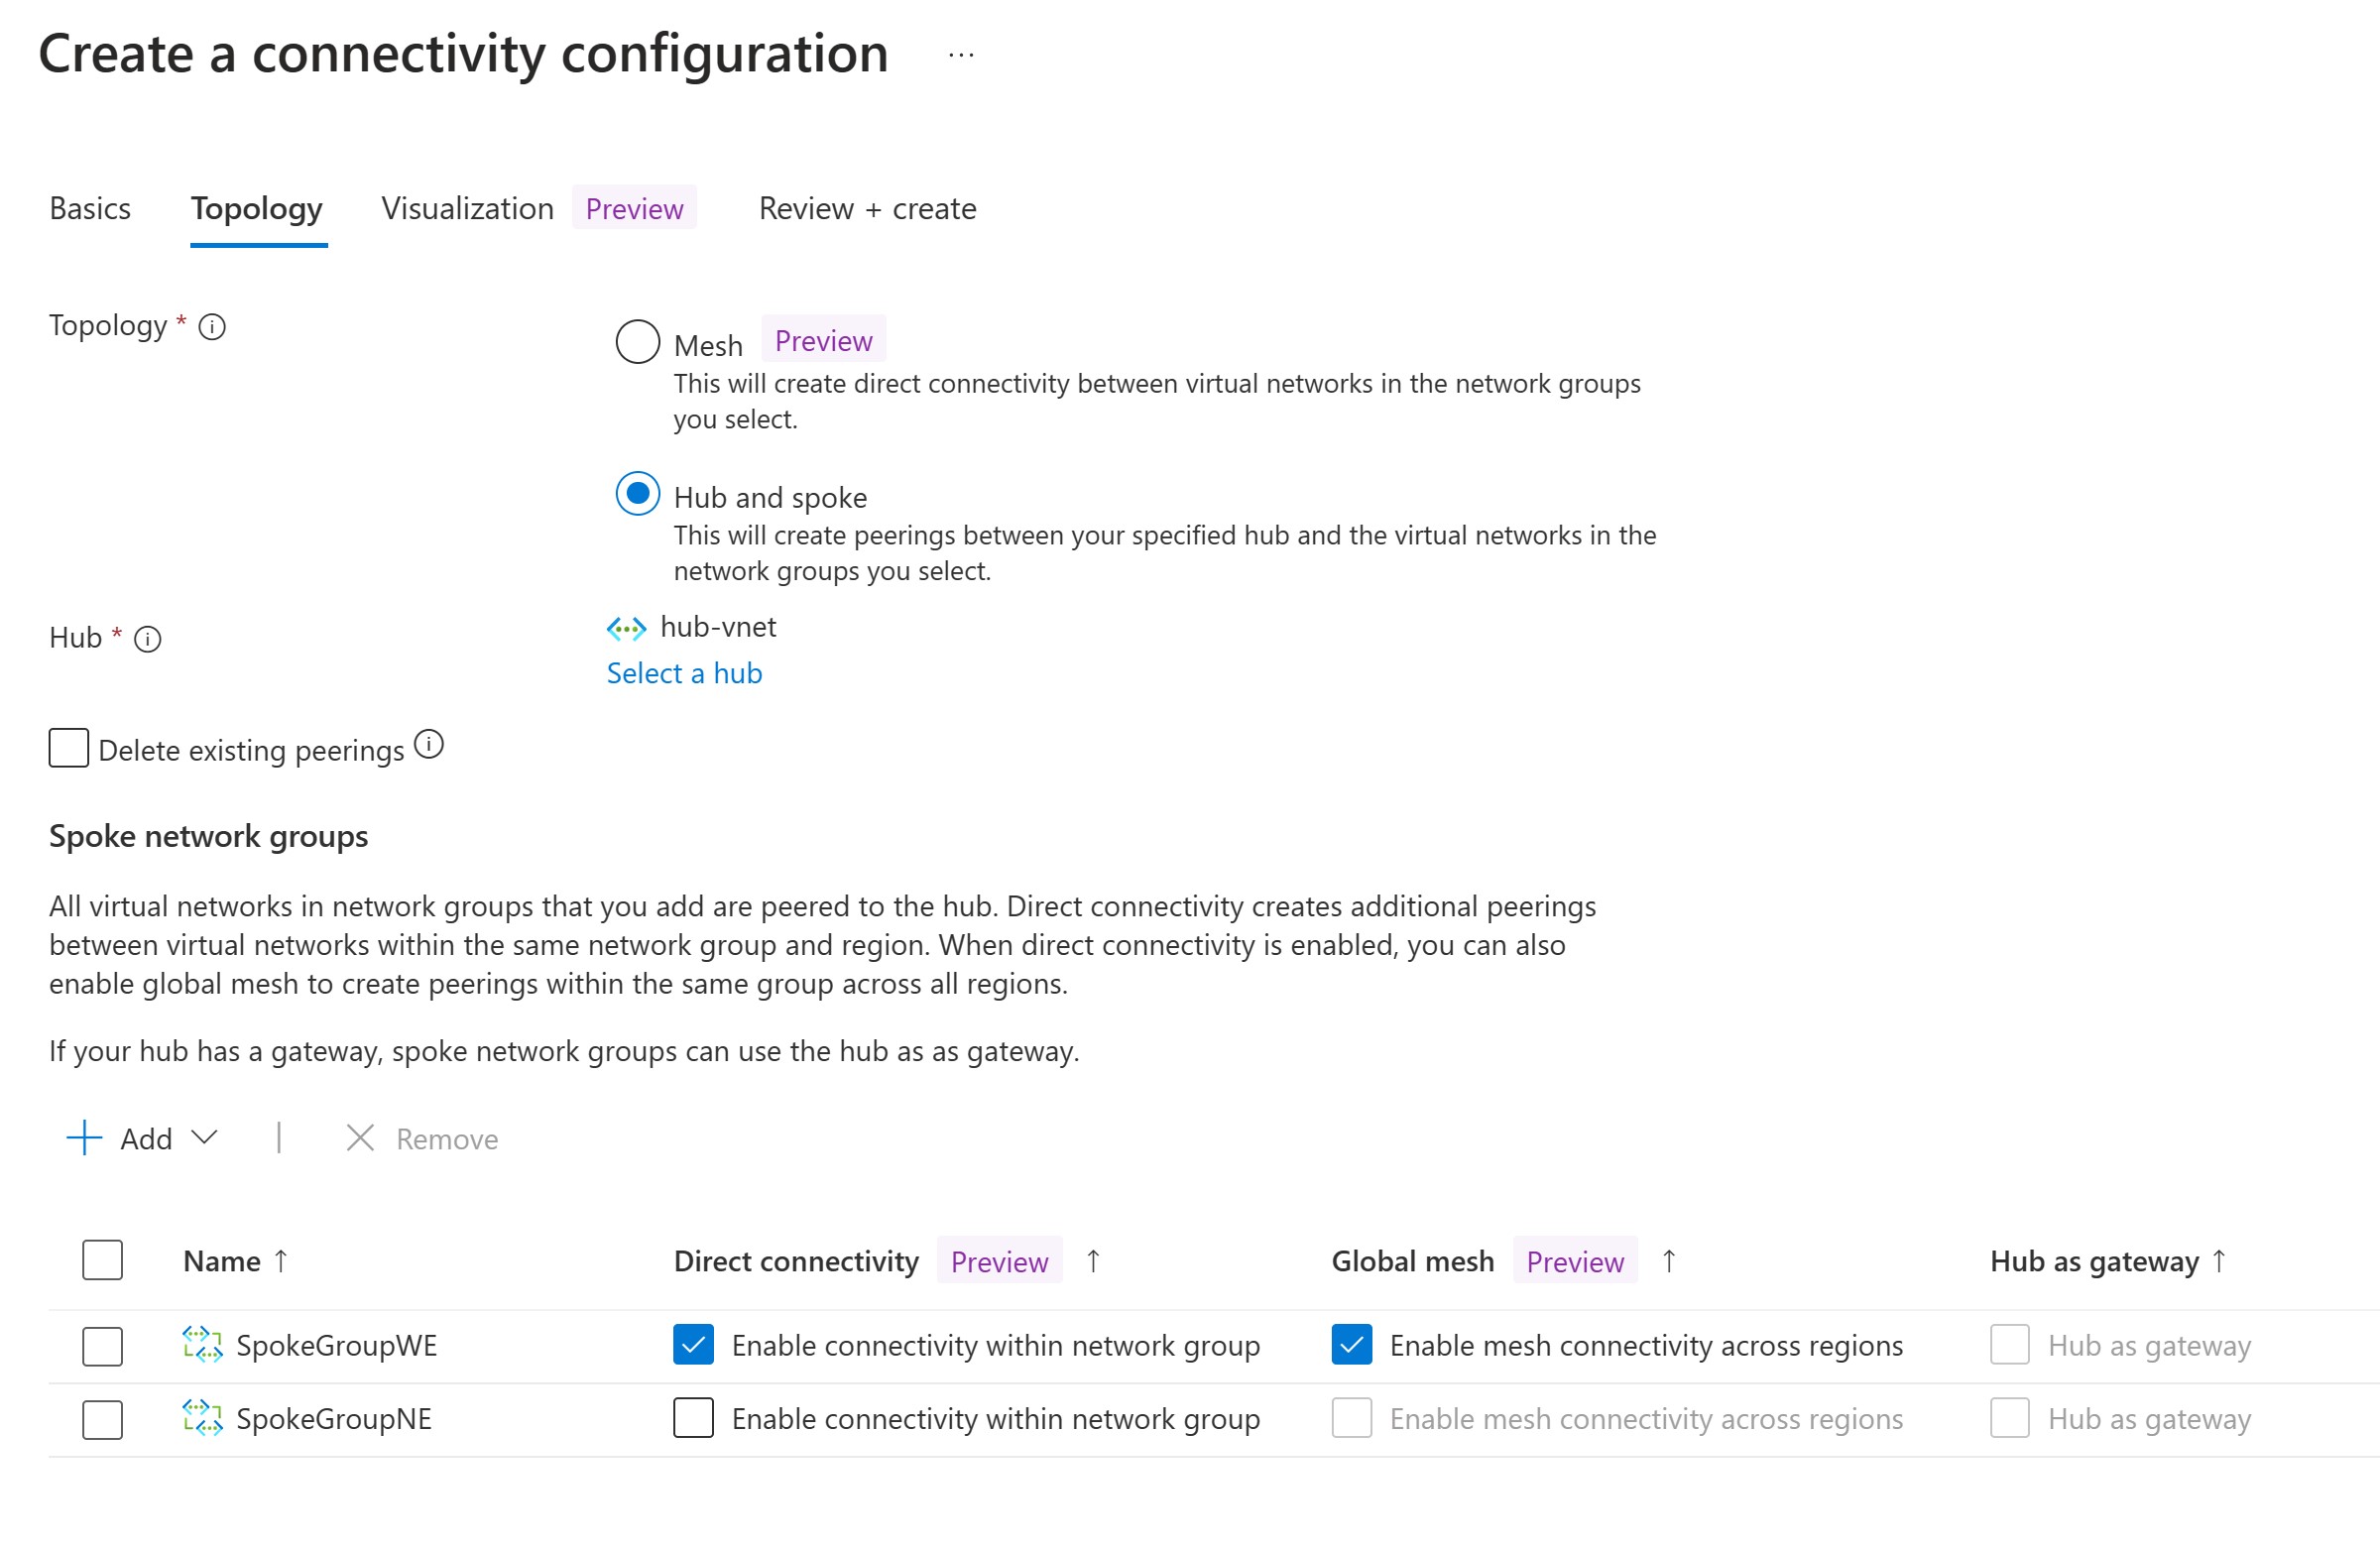 Create a connectivity configuration ...
Basics Topology Visualization Preview Review + create
Topology *
Mesh Preview
This will create direct connectivity between virtual networks in the network groups
you select.
Hub and spoke
This will create peerings between your specified hub and the virtual networks in the
network groups you select.
Hub *
hub-vnet
Select a hub
Delete existing peerings
Spoke network groups
All virtual networks in network groups that you add are peered to the hub. Direct connectivity creates additional peerings
between virtual networks within the same network group and region. When direct connectivity is enabled, you can also
enable global mesh to create peerings within the same group across all regions.
If your hub has a gateway, spoke network groups can use the hub as as gateway.
Add | Remove
Name ↑ Direct connectivity Preview ↑ Global mesh Preview ↑ Hub as gateway ↑
SpokeGroupWE Enable connectivity within network group Enable mesh connectivity across regions Hub as gateway
SpokeGroupNE Enable connectivity within network group Enable mesh connectivity across regions Hub as gateway